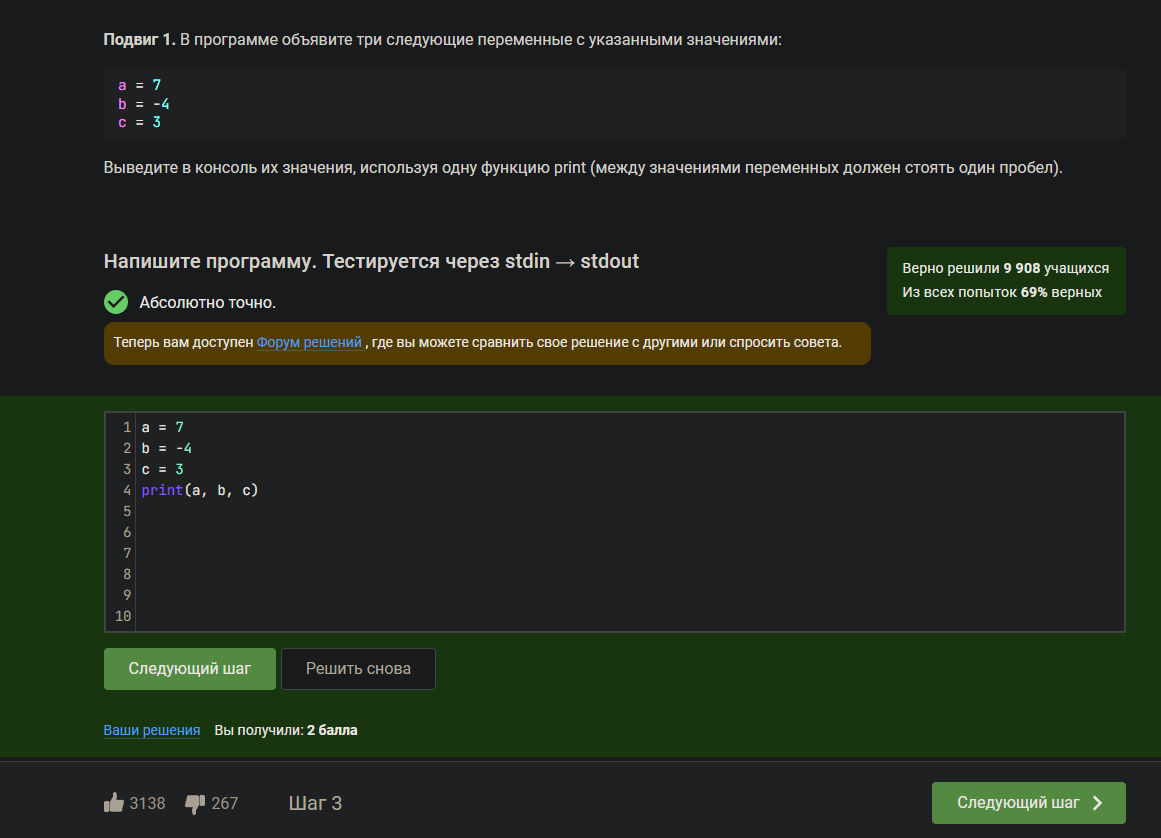 Подвиг 1. В программе объявите три следующие переменные с указанными значениями:
a = 7
b = -4
c = 3
Выведите в консоль их значения, используя одну функцию print (между значениями переменных должен стоять один пробел).
Напишите программу. Тестируется через stdin → stdout
Верно решили 9 908 учащихся
Из всех попыток 69% верных
Абсолютно точно.
Теперь вам доступен Форум решений , где вы можете сравнить свое решение с другими или спросить совета.
1 a = 7
2 b = -4
3 c = 3
4 print(a, b, c)
5
6
7
8
9
10
Следующий шаг Решить снова
Ваши решения Вы получили: 2 балла
3138 267 Шаг 3 Следующий шаг